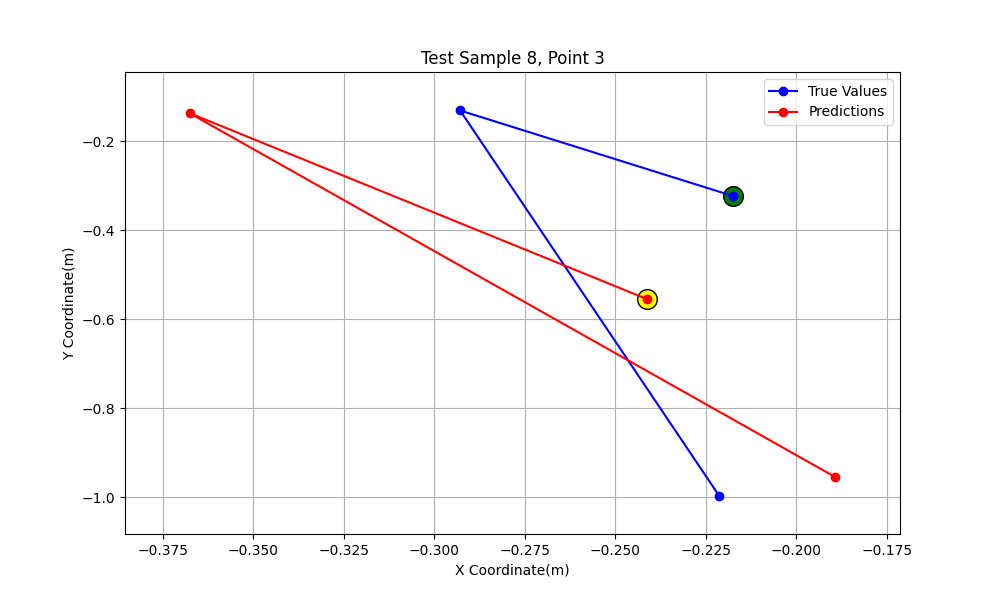 Test Sample 8, Point 3
True Values
Predictions
−0.2
−0.4
−0.6
−0.8
−1.0
Y Coordinate(m)
−0.375 −0.350 −0.325 −0.300 −0.275 −0.250 −0.225 −0.200 −0.175
X Coordinate(m)